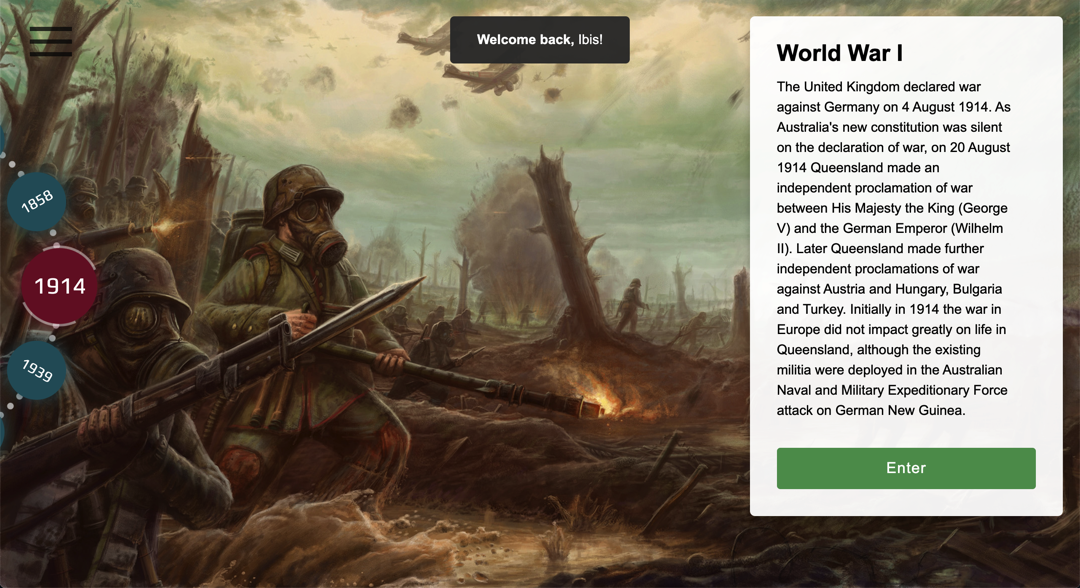 Welcome back, Ibis!
1858
1914
1939
World War I
The United Kingdom declared war
against Germany on 4 August 1914. As
Australia's new constitution was silent
on the declaration of war, on 20 August
1914 Queensland made an
independent proclamation of war
between His Majesty the King (George
V) and the German Emperor (Wilhelm
II). Later Queensland made further
independent proclamations of war
against Austria and Hungary, Bulgaria
and Turkey. Initially in 1914 the war in
Europe did not impact greatly on life in
Queensland, although the existing
militia were deployed in the Australian
Naval and Military Expeditionary Force
attack on German New Guinea.
Enter